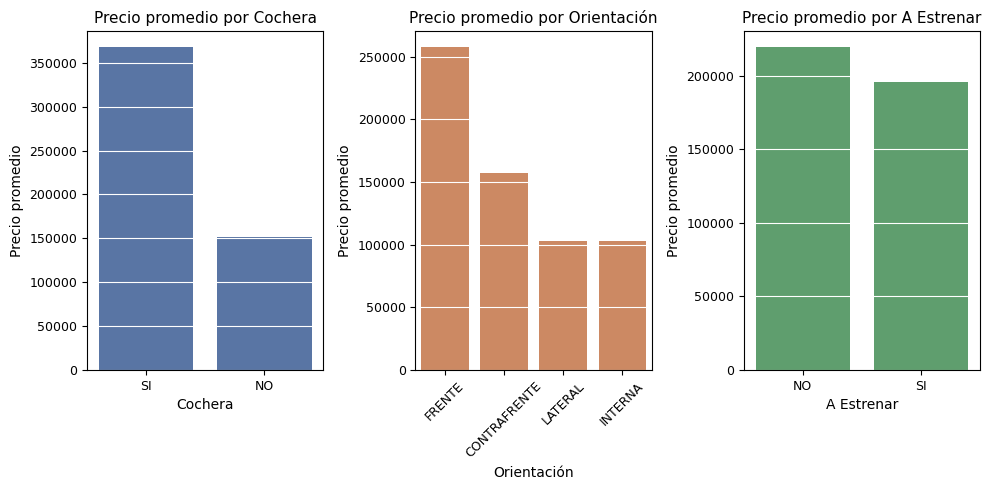 Precio promedio por Cochera
Precio promedio
350000
300000
250000
200000
150000
100000
50000
0
SI NO
Cochera
Precio promedio por Orientación
Precio promedio
250000
200000
150000
100000
50000
0
FRENTE CONTRAFRENTE LATERAL INTERNA
Orientación
Precio promedio por A Estrenar
Precio promedio
200000
150000
100000
50000
0
NO SI
A Estrenar